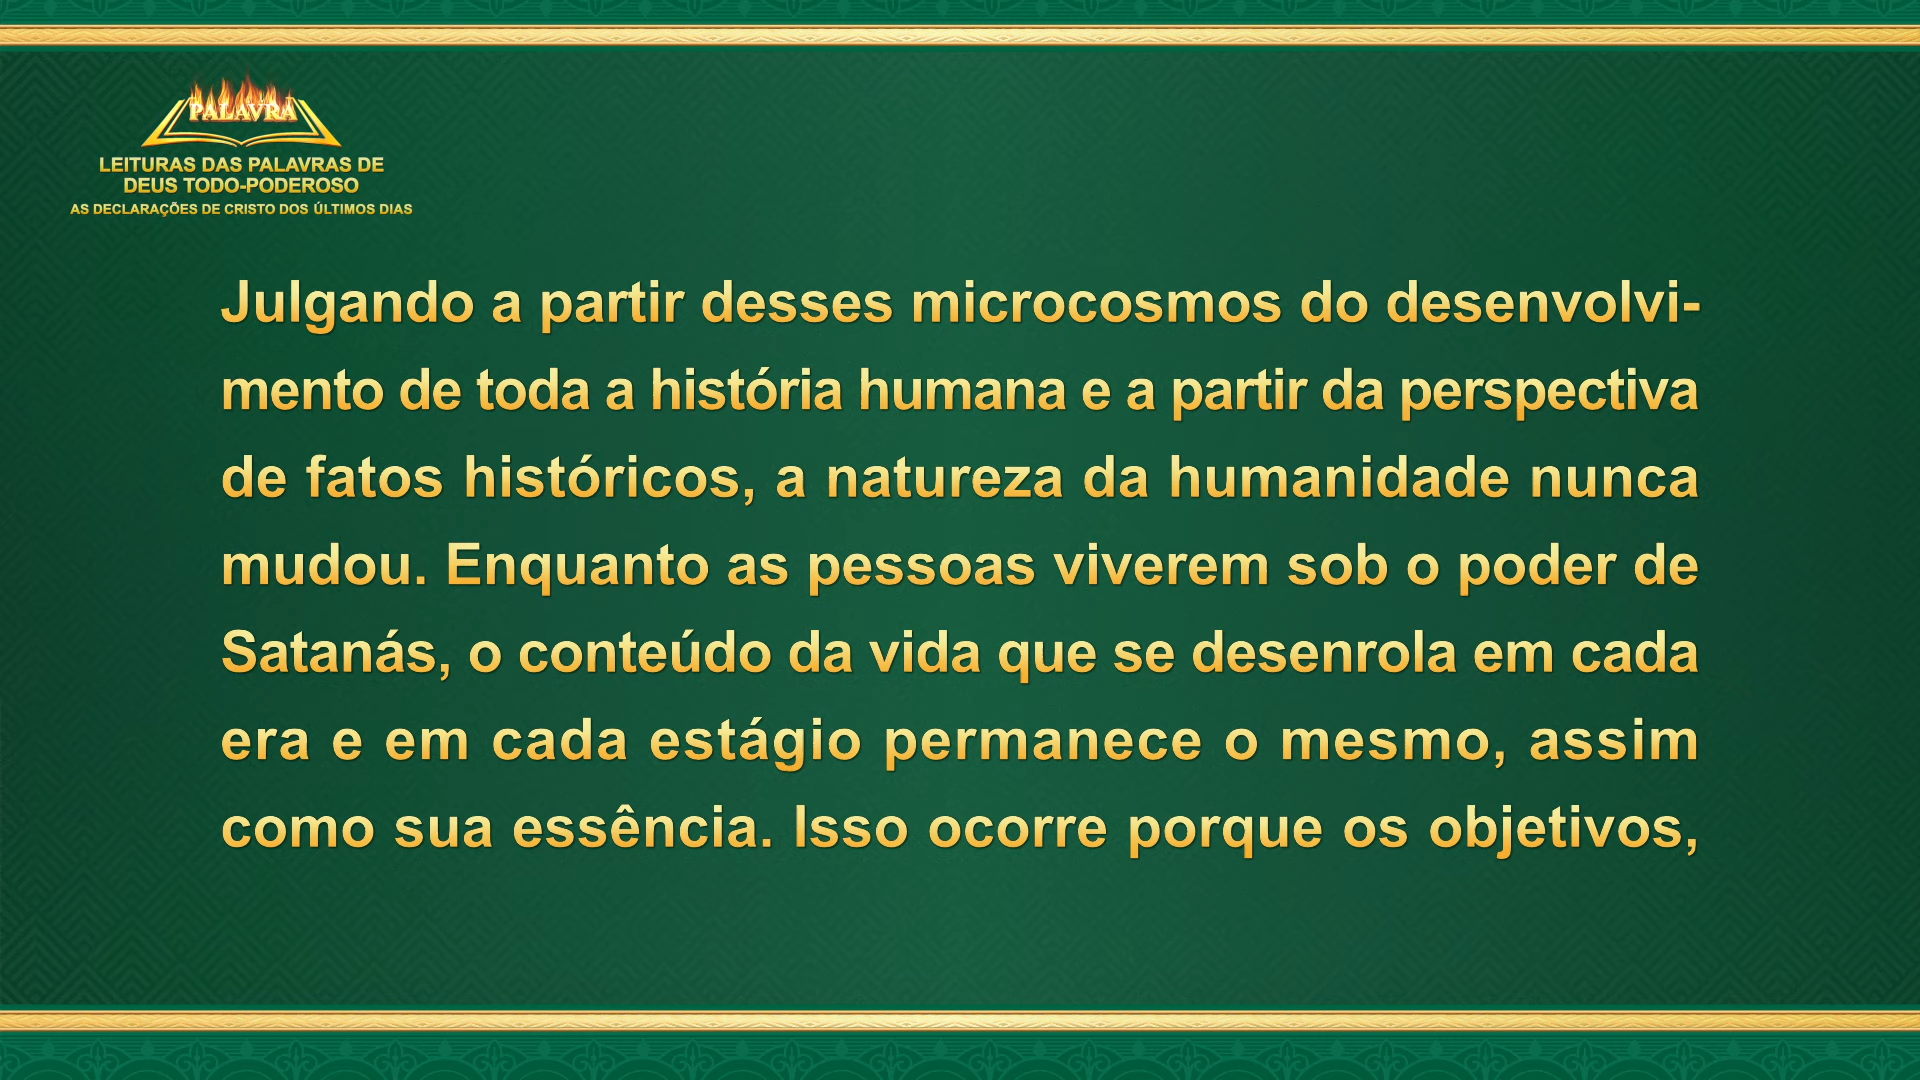 PALAVRA
LEITURAS DAS PALAVRAS DE
DEUS TODO-PODEROSO
AS DECLARAÇÕES DE CRISTO DOS ÚLTIMOS DIAS
Julgando a partir desses microcosmos do desenvolvi-
mento de toda a história humana e a partir da perspectiva
de fatos históricos, a natureza da humanidade nunca
mudou. Enquanto as pessoas viverem sob o poder de
Satanás, o conteúdo da vida que se desenrola em cada
era e em cada estágio permanece o mesmo, assim
como sua essência. Isso ocorre porque os objetivos,